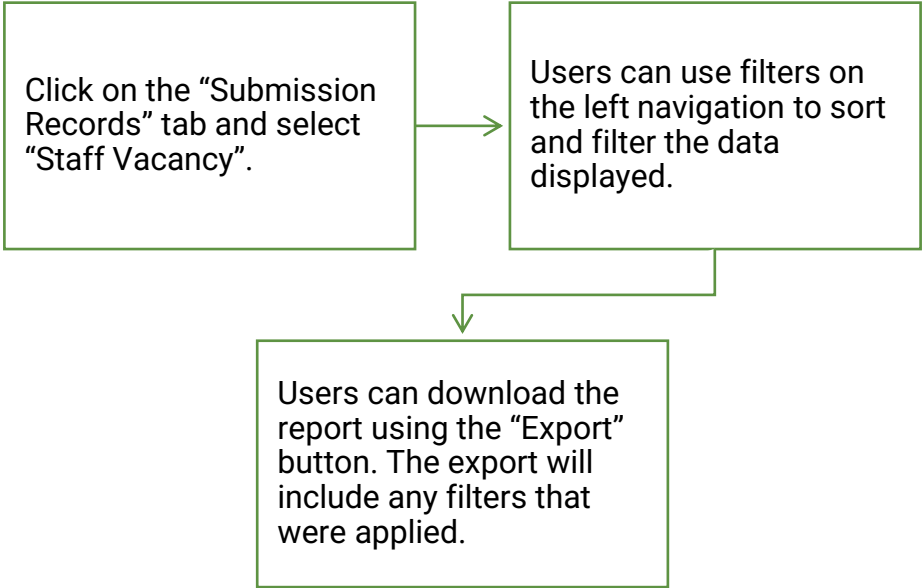 Click on the “Submission
Records” tab and select
“Staff Vacancy”.
Users can use filters on
the left navigation to sort
and filter the data
displayed.
Users can download the
report using the “Export”
button. The export will
include any filters that
were applied.